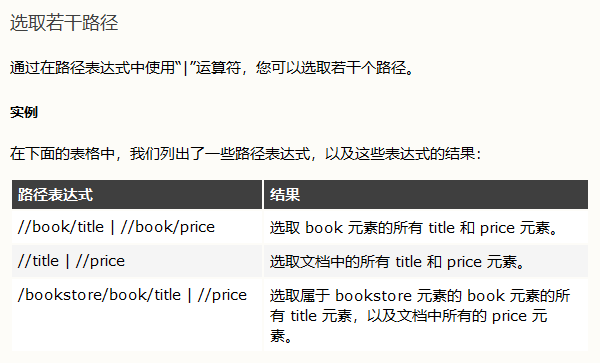 选取若干路径
通过在路径表达式中使用“|”运算符，您可以选取若干个路径。
实例
在下面的表格中，我们列出了一些路径表达式，以及这些表达式的结果：
路径表达式 结果
//book/title | //book/price 选取 book 元素的所有 title 和 price 元素。
//title | //price 选取文档中的所有 title 和 price 元素。
/bookstore/book/title | //price 选取属于 bookstore 元素的 book 元素的所
有 title 元素，以及文档中所有的 price 元
素。